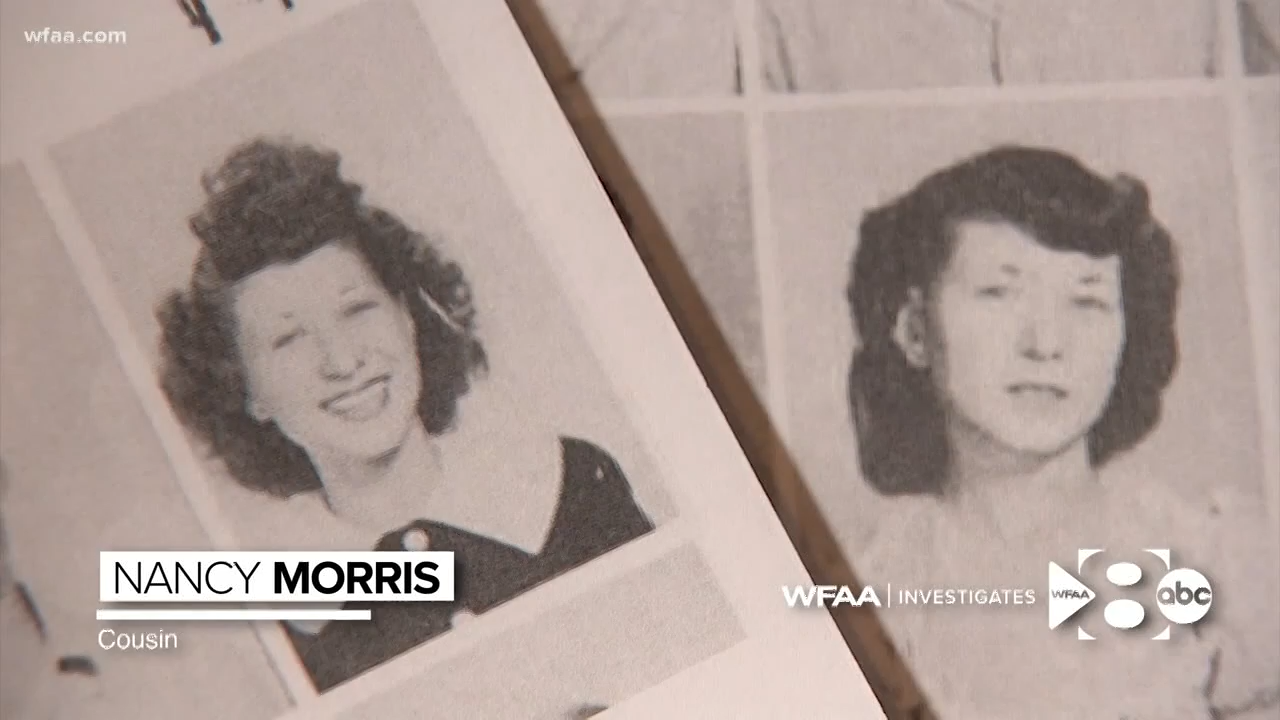 wfaa.com
NANCY MORRIS
Cousin
WFAA | INVESTIGATES
WFAA 8 abc